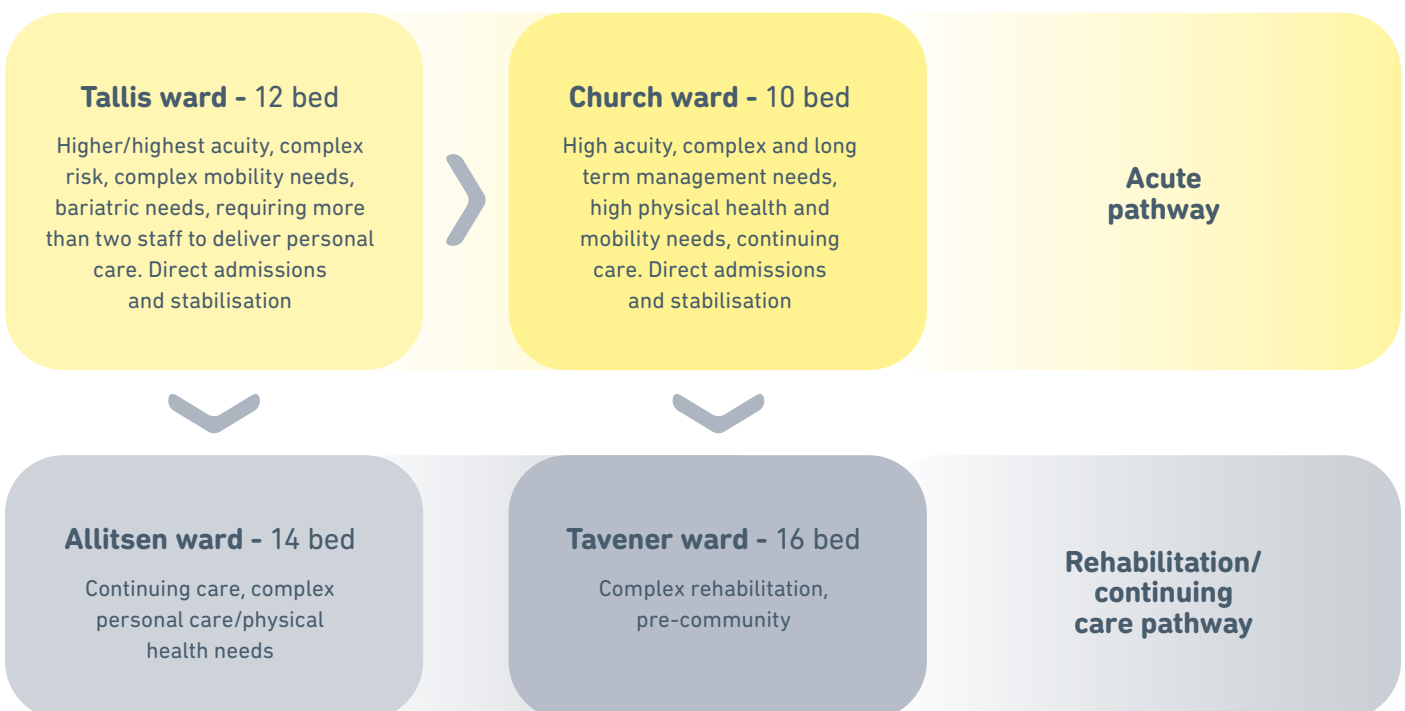 Tallis ward - 12 bed
Higher/highest acuity, complex
risk, complex mobility needs,
bariatric needs, requiring more
than two staff to deliver personal
care. Direct admissions
and stabilisation
Church ward - 10 bed
High acuity, complex and long
term management needs,
high physical health and
mobility needs, continuing
care. Direct admissions
and stabilisation
Acute
pathway
Allitsen ward - 14 bed
Continuing care, complex
personal care/physical
health needs
Tavener ward - 16 bed
Complex rehabilitation,
pre-community
Rehabilitation/
continuing
care pathway